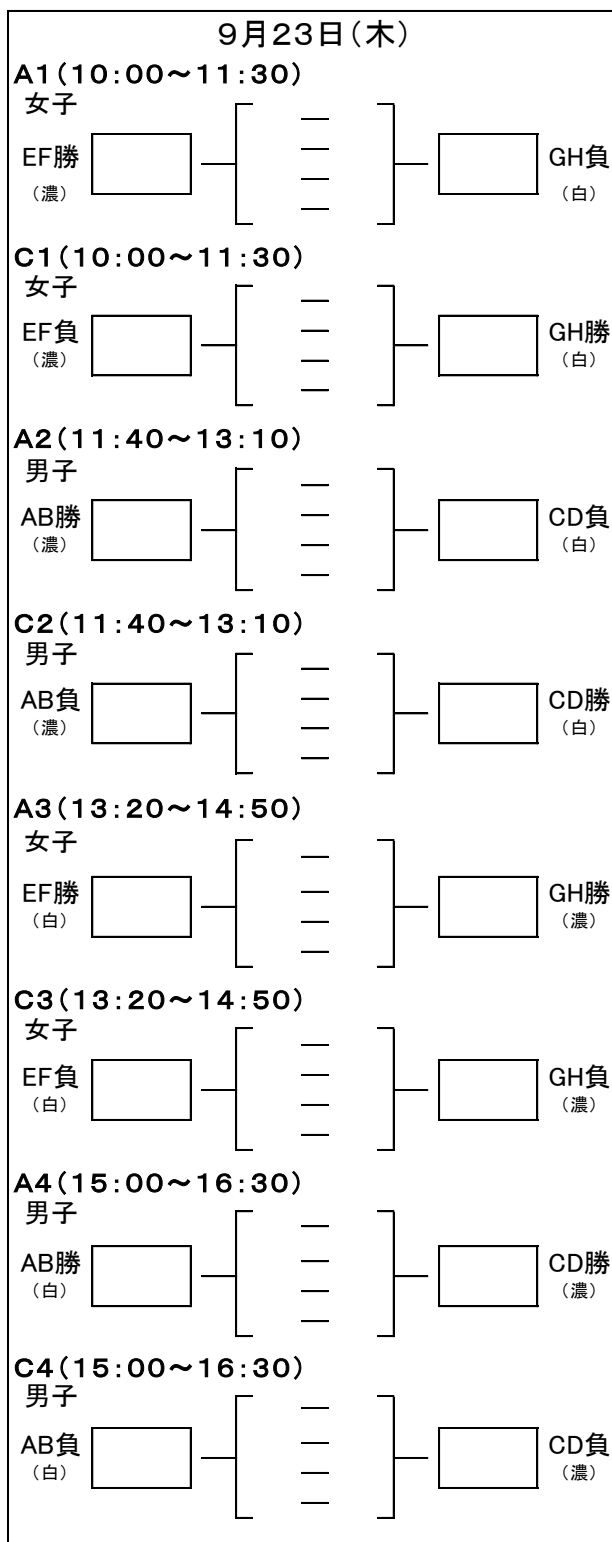 9月23日(木)
A1(10:00～11:30)
女子
EF勝 GH負
(濃) (白)
C1(10:00～11:30)
女子
EF負 GH勝
(濃) (白)
A2(11:40～13:10)
男子
AB勝 CD負
(濃) (白)
C2(11:40～13:10)
男子
AB負 CD勝
(濃) (白)
A3(13:20～14:50)
女子
EF勝 GH勝
(白) (濃)
C3(13:20～14:50)
女子
EF負 GH負
(白) (濃)
A4(15:00～16:30)
男子
AB勝 CD勝
(白) (濃)
C4(15:00～16:30)
男子
AB負 CD負
(白) (濃)